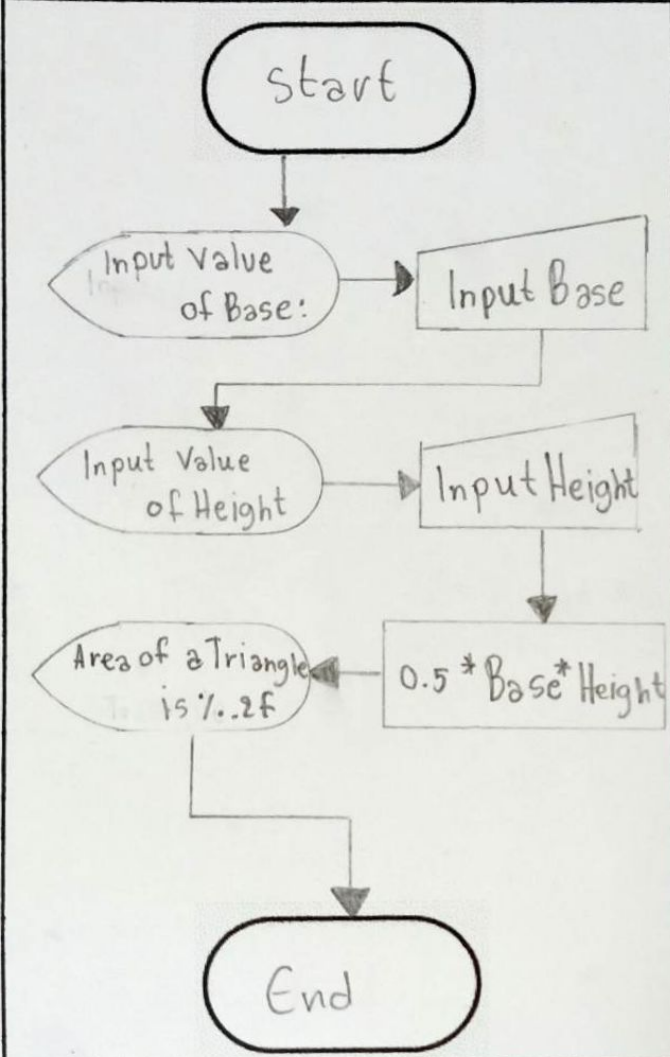 Start
Input Value
of Base:
Input Base
Input Value
of Height
Input Height
0.5 * Base * Height
Area of a Triangle
is %..2f
End